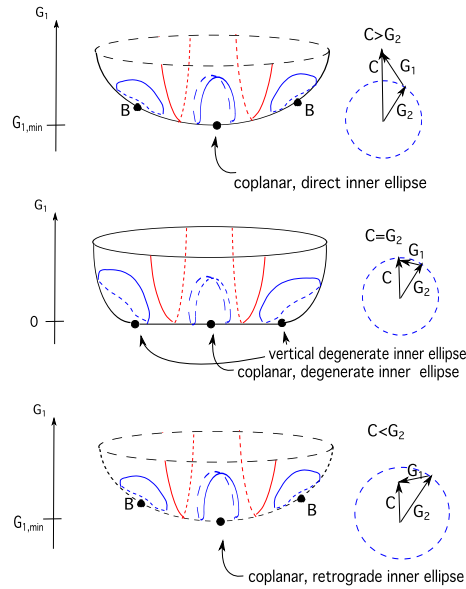 G₁
C>G₂
G₁
C
G₂
B
B
G₁,min
coplanar, direct inner ellipse
G₁
C=G₂
G₁
C
G₂
0
vertical degenerate inner ellipse
coplanar, degenerate inner ellipse
G₁
C<G₂
G₁
C
G₂
B
B
G₁,min
coplanar, retrograde inner ellipse